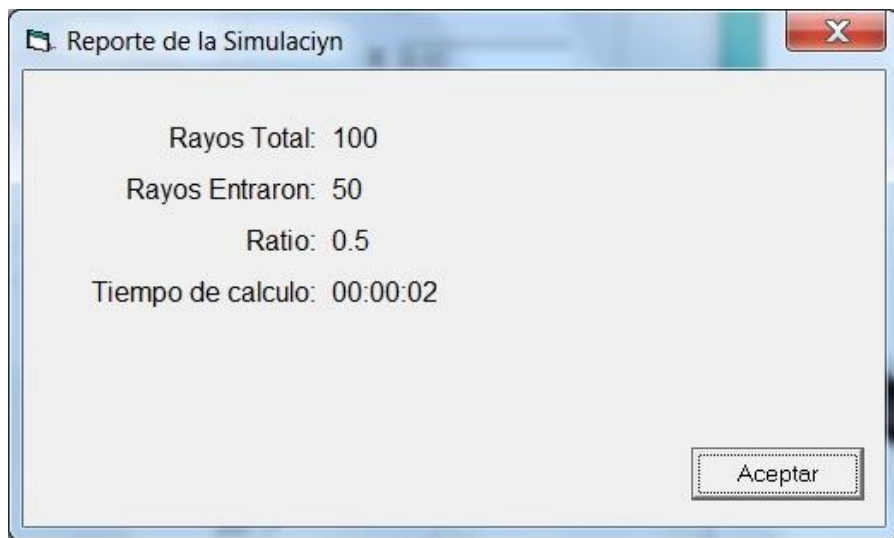 Reporte de la Simulaciyn
Rayos Total: 100
Rayos Entraron: 50
Ratio: 0.5
Tiempo de calculo: 00:00:02
Aceptar